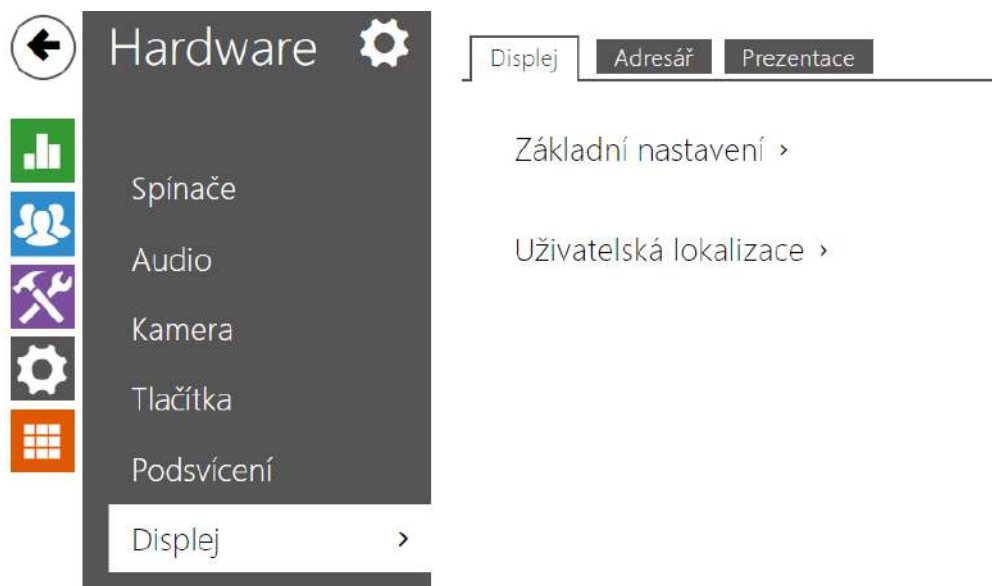 Hardware
Spínače
Audio
Kamera
Tlačítka
Podsvícení
Displej ›
Displej Adresář Prezentace
Základní nastavení ›
Uživatelská lokalizace ›